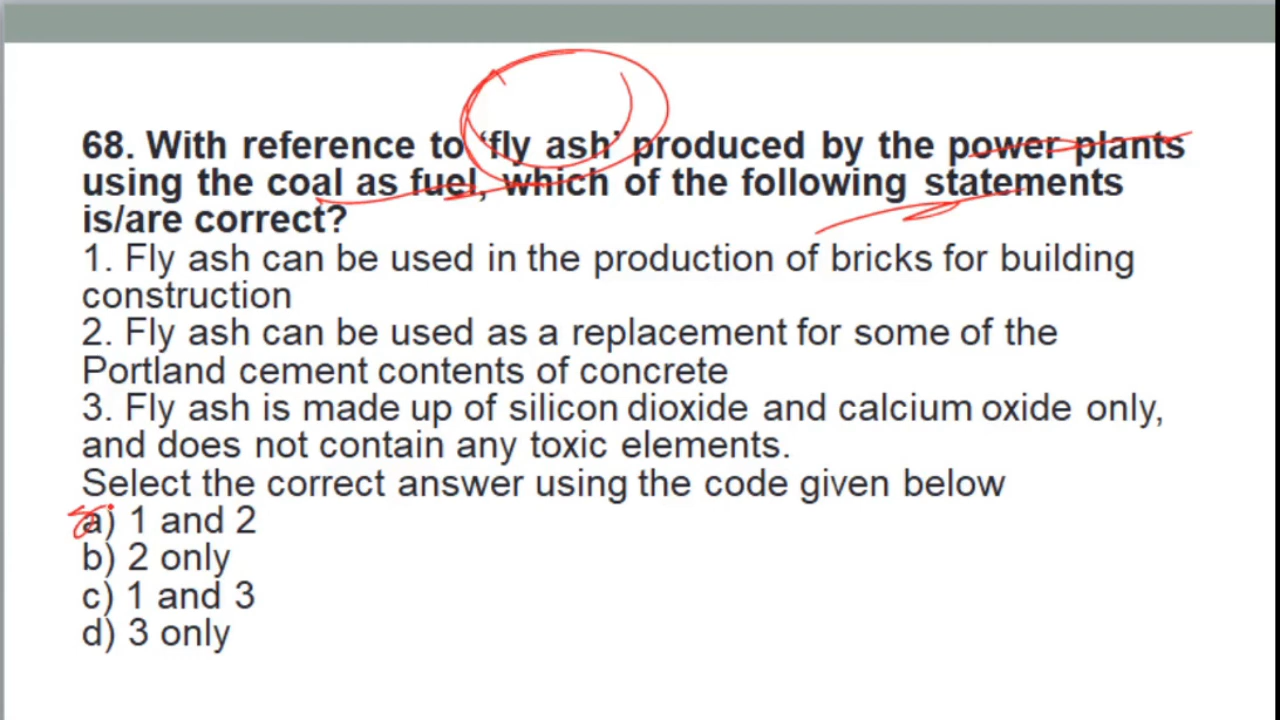 68. With reference to ‘fly ash’ produced by the power plants
using the coal as fuel, which of the following statements
is/are correct?
1. Fly ash can be used in the production of bricks for building
construction
2. Fly ash can be used as a replacement for some of the
Portland cement contents of concrete
3. Fly ash is made up of silicon dioxide and calcium oxide only,
and does not contain any toxic elements.
Select the correct answer using the code given below
a) 1 and 2
b) 2 only
c) 1 and 3
d) 3 only